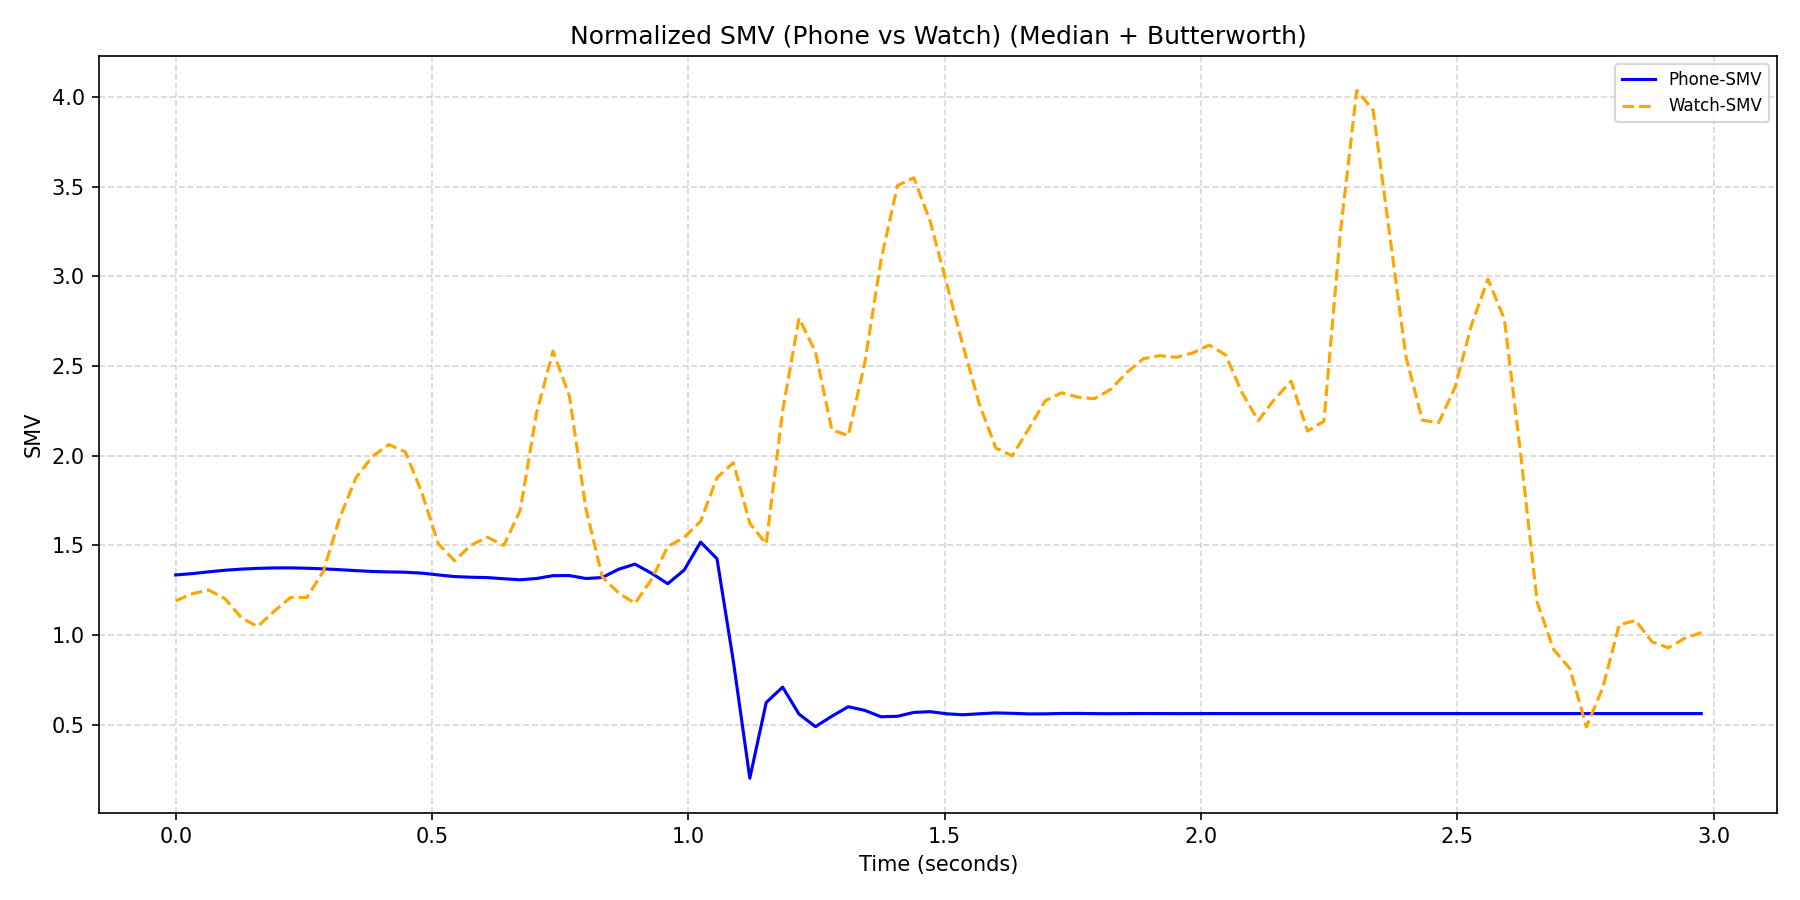 Normalized SMV (Phone vs Watch) (Median + Butterworth)
Phone-SMV
Watch-SMV
SMV
4.0
3.5
3.0
2.5
2.0
1.5
1.0
0.5
0.0 0.5 1.0 1.5 2.0 2.5 3.0
Time (seconds)